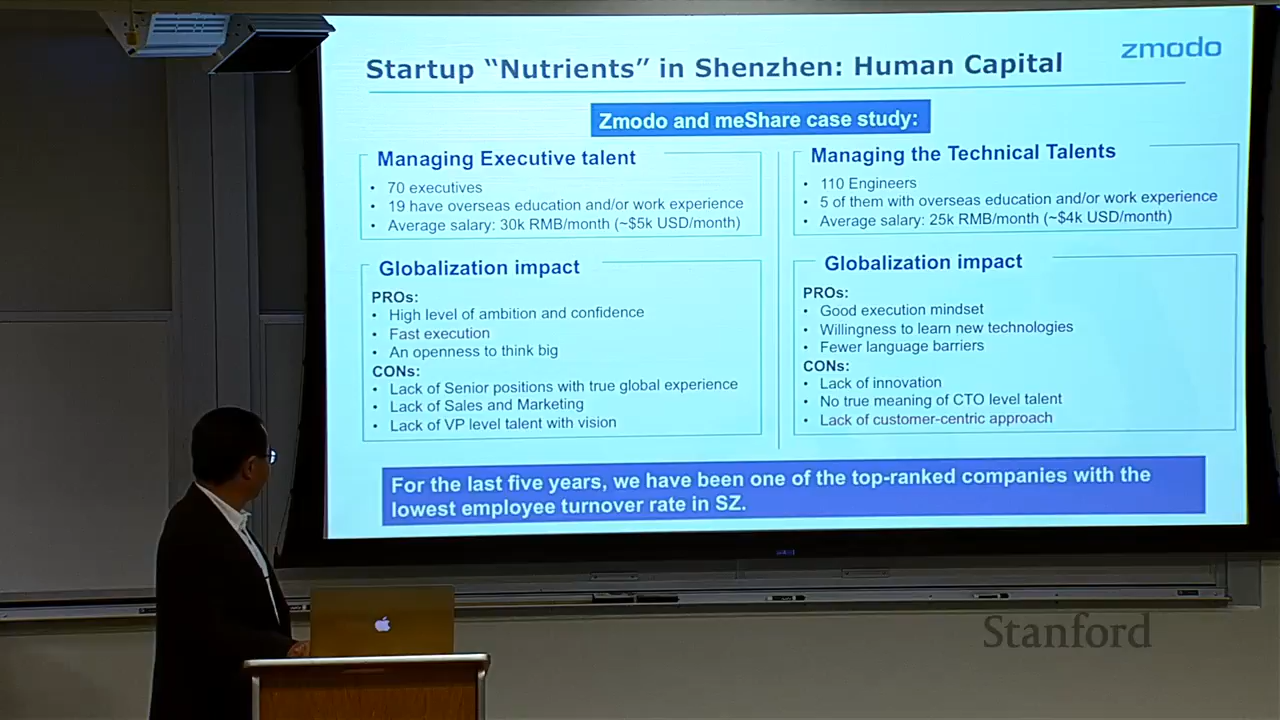 Startup “Nutrients” in Shenzhen: Human Capital
zmodo
Zmodo and meShare case study:
Managing Executive talent
• 70 executives
• 19 have overseas education and/or work experience
• Average salary: 30k RMB/month (~$5k USD/month)
Globalization impact
PROs:
• High level of ambition and confidence
• Fast execution
• An openness to think big
CONs:
• Lack of Senior positions with true global experience
• Lack of Sales and Marketing
• Lack of VP level talent with vision
Managing the Technical Talents
• 110 Engineers
• 5 of them with overseas education and/or work experience
• Average salary: 25k RMB/month (~$4k USD/month)
Globalization impact
PROs:
• Good execution mindset
• Willingness to learn new technologies
• Fewer language barriers
CONs:
• Lack of innovation
• No true meaning of CTO level talent
• Lack of customer-centric approach
For the last five years, we have been one of the top-ranked companies with the
lowest employee turnover rate in SZ.
Stanford